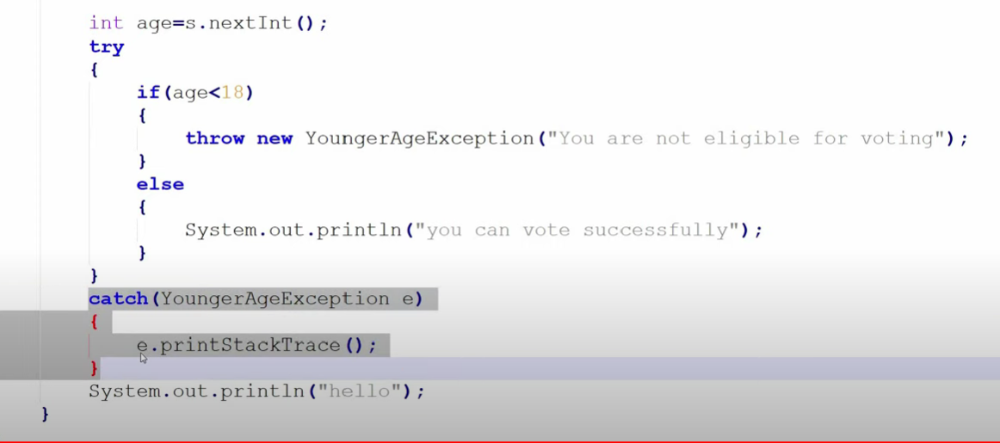 int age=s.nextInt();
try
{
if(age<18)
{
throw new YoungerAgeException("You are not eligible for voting");
}
else
{
System.out.println("you can vote successfully");
}
}
catch(YoungerAgeException e)
{
e.printStackTrace();
}
System.out.println("hello");
}